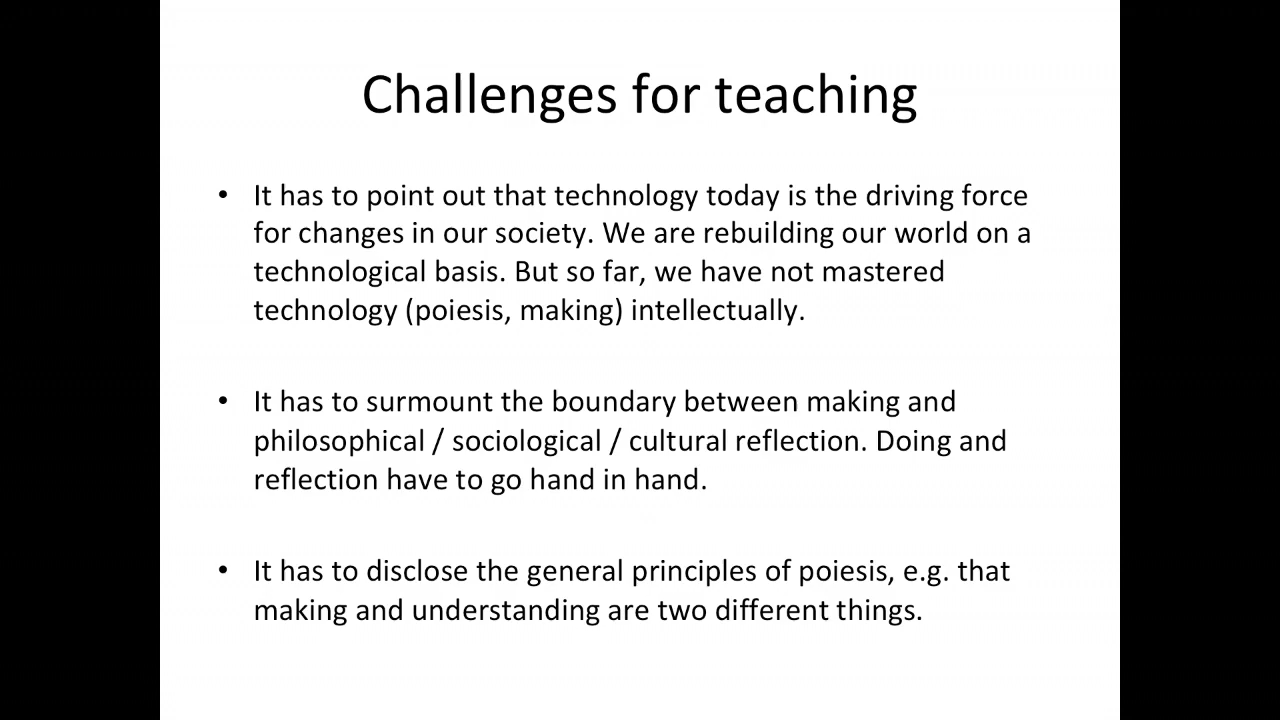 Challenges for teaching
• It has to point out that technology today is the driving force
for changes in our society. We are rebuilding our world on a
technological basis. But so far, we have not mastered
technology (poiesis, making) intellectually.
• It has to surmount the boundary between making and
philosophical / sociological / cultural reflection. Doing and
reflection have to go hand in hand.
• It has to disclose the general principles of poiesis, e.g. that
making and understanding are two different things.